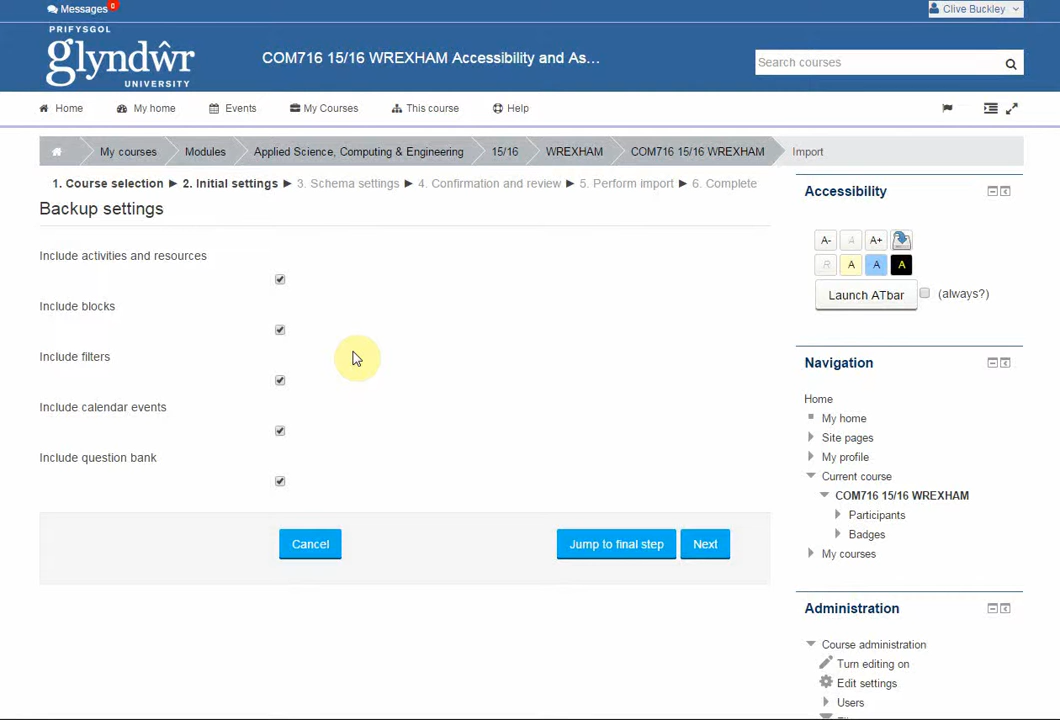 Messages 0
Clive Buckley
PRIFYSGOL
glyndŵr
UNIVERSITY
COM716 15/16 WREXHAM Accessibility and As...
Search courses
Home My home Events My Courses This course Help
My courses Modules Applied Science, Computing & Engineering 15/16 WREXHAM COM716 15/16 WREXHAM Import
1. Course selection ► 2. Initial settings ► 3. Schema settings ► 4. Confirmation and review ► 5. Perform import ► 6. Complete
Backup settings
Include activities and resources
Include blocks
Include filters
Include calendar events
Include question bank
Cancel Jump to final step Next
Accessibility
A- A A+
R A A A
Launch ATbar (always?)
Navigation
Home
My home
Site pages
My profile
Current course
COM716 15/16 WREXHAM
Participants
Badges
My courses
Administration
Course administration
Turn editing on
Edit settings
Users